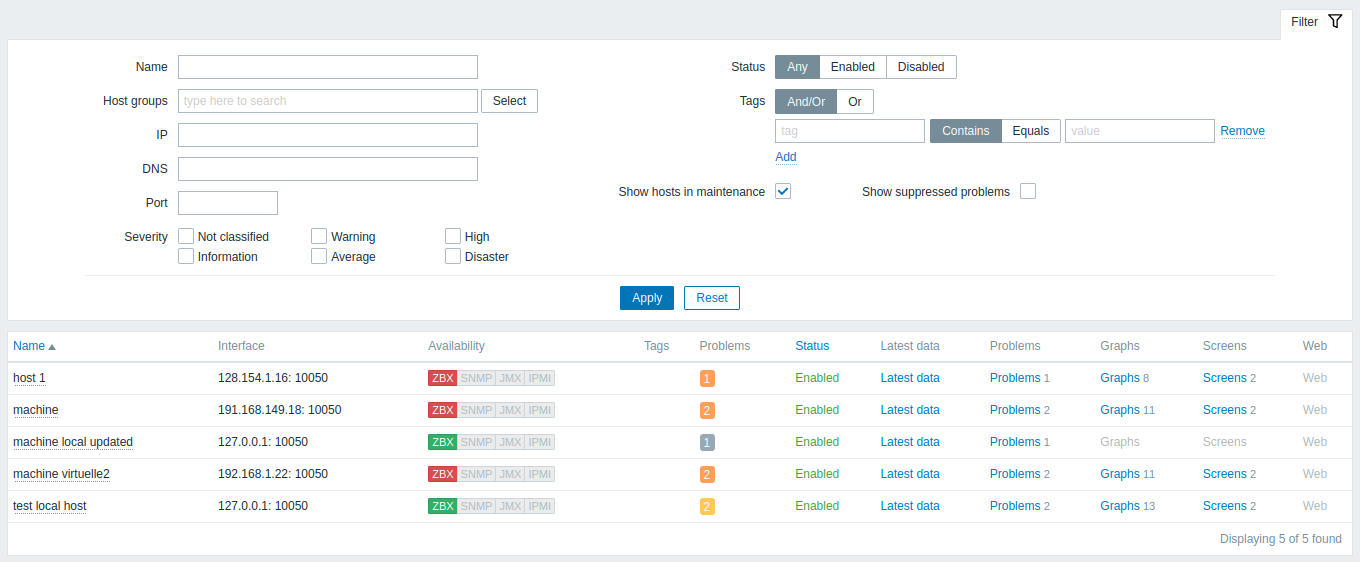 Filter
Name
Status Any Enabled Disabled
Host groups type here to search Select
Tags And/Or Or
IP
tag Contains Equals value Remove
DNS
Add
Port
Show hosts in maintenance Show suppressed problems
Severity Not classified Warning High
Information Average Disaster
Apply Reset
Name Interface Availability Tags Problems Status Latest data Problems Graphs Screens Web
host 1 128.154.1.16: 10050 ZBX SNMP JMX IPMI 1 Enabled Latest data Problems 1 Graphs 8 Screens 2 Web
machine 191.168.149.18: 10050 ZBX SNMP JMX IPMI 2 Enabled Latest data Problems 2 Graphs 11 Screens 2 Web
machine local updated 127.0.0.1: 10050 ZBX SNMP JMX IPMI 1 Enabled Latest data Problems 1 Graphs Screens Web
machine virtuelle2 192.168.1.22: 10050 ZBX SNMP JMX IPMI 2 Enabled Latest data Problems 2 Graphs 11 Screens 2 Web
test local host 127.0.0.1: 10050 ZBX SNMP JMX IPMI 2 Enabled Latest data Problems 2 Graphs 13 Screens 2 Web
Displaying 5 of 5 found